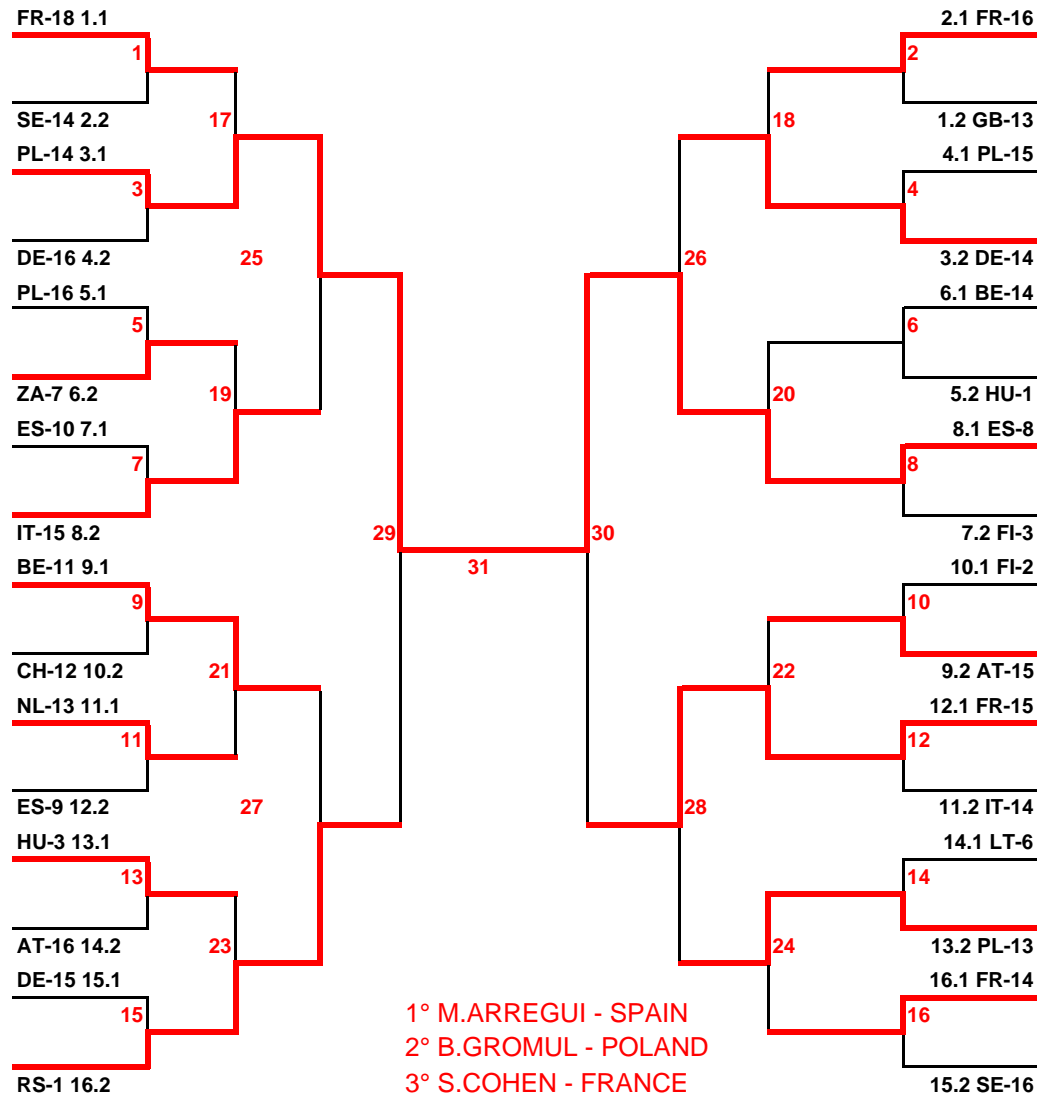 FR-18 1.1
2.1 FR-16
1
2
SE-14 2.2
17
18
1.2 GB-13
PL-14 3.1
4.1 PL-15
3
4
DE-16 4.2
25
26
3.2 DE-14
PL-16 5.1
6.1 BE-14
5
6
ZA-7 6.2
19
20
5.2 HU-1
ES-10 7.1
8.1 ES-8
7
8
IT-15 8.2
29
30
7.2 FI-3
BE-11 9.1
31
10.1 FI-2
9
10
CH-12 10.2
21
22
9.2 AT-15
NL-13 11.1
12.1 FR-15
11
12
ES-9 12.2
27
28
11.2 IT-14
HU-3 13.1
14.1 LT-6
13
14
AT-16 14.2
23
24
13.2 PL-13
DE-15 15.1
16.1 FR-14
15
16
1° M.ARREGUI - SPAIN
2° B.GROMUL - POLAND
3° S.COHEN - FRANCE
RS-1 16.2
15.2 SE-16